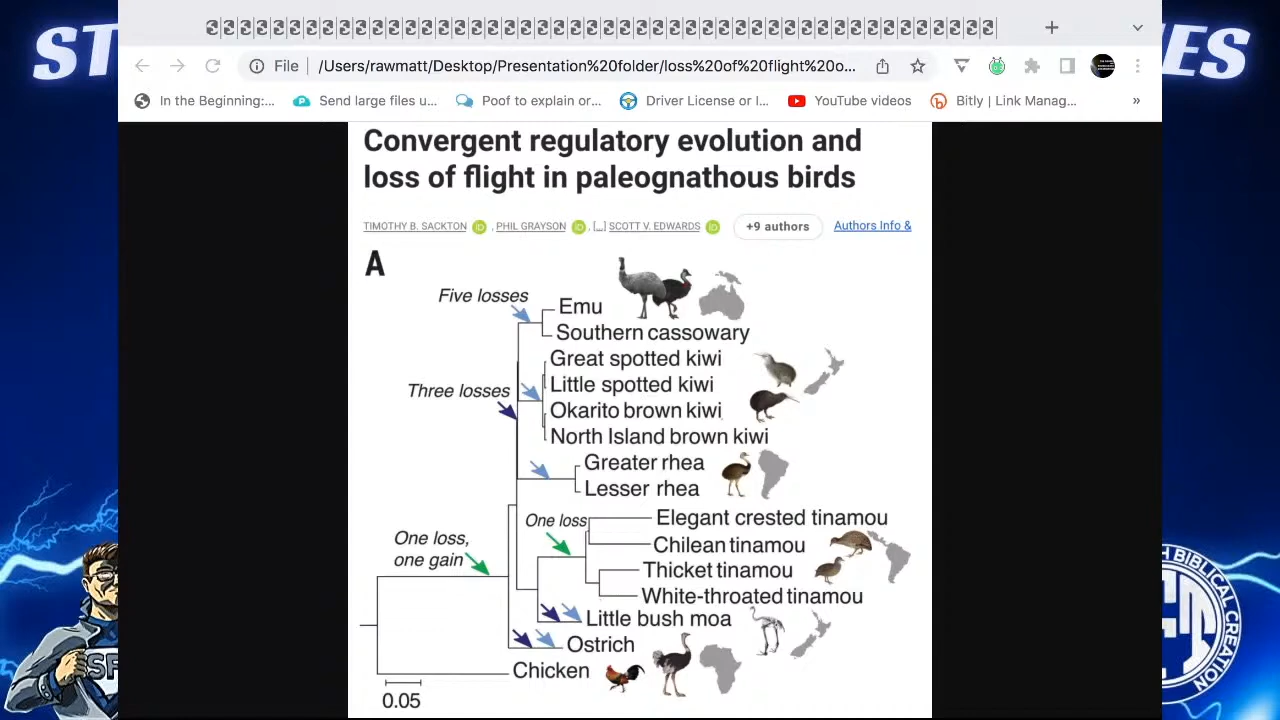 ST
ES
File
/Users/rawmatt/Desktop/Presentation%20folder/loss%20of%20flight%20o...
In the Beginning:...
Send large files u...
Poof to explain or...
Driver License or I...
YouTube videos
Bitly | Link Manag...
»
Convergent regulatory evolution and
loss of flight in paleognathous birds
TIMOTHY B. SACKTON, PHIL GRAYSON, [...] SCOTT V. EDWARDS
+9 authors
Authors Info &
A
Five losses
Emu
Southern cassowary
Great spotted kiwi
Three losses
Little spotted kiwi
Okarito brown kiwi
North Island brown kiwi
Greater rhea
Lesser rhea
One loss
Elegant crested tinamou
One loss,
one gain
Chilean tinamou
Thicket tinamou
White-throated tinamou
Little bush moa
Ostrich
Chicken
0.05
SF
H BIBLICAL CREATION